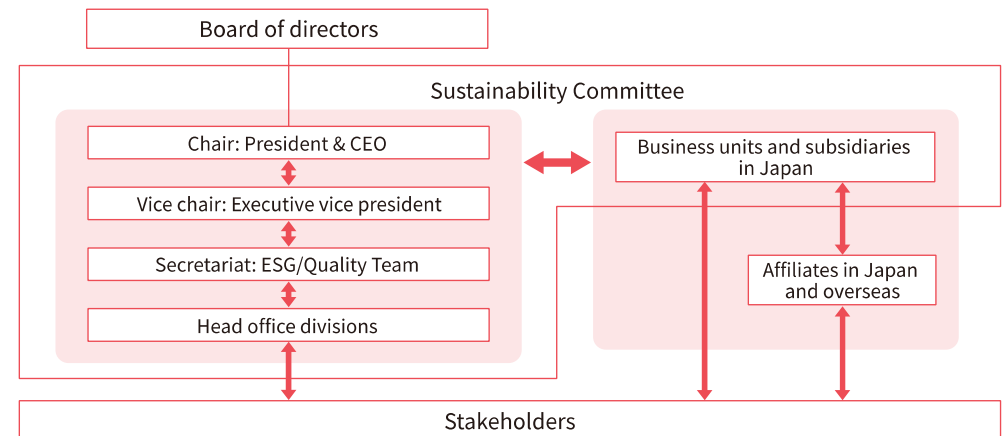 Board of directors
Sustainability Committee
Chair: President & CEO
Vice chair: Executive vice president
Secretariat: ESG/Quality Team
Head office divisions
Business units and subsidiaries
in Japan
Affiliates in Japan
and overseas
Stakeholders